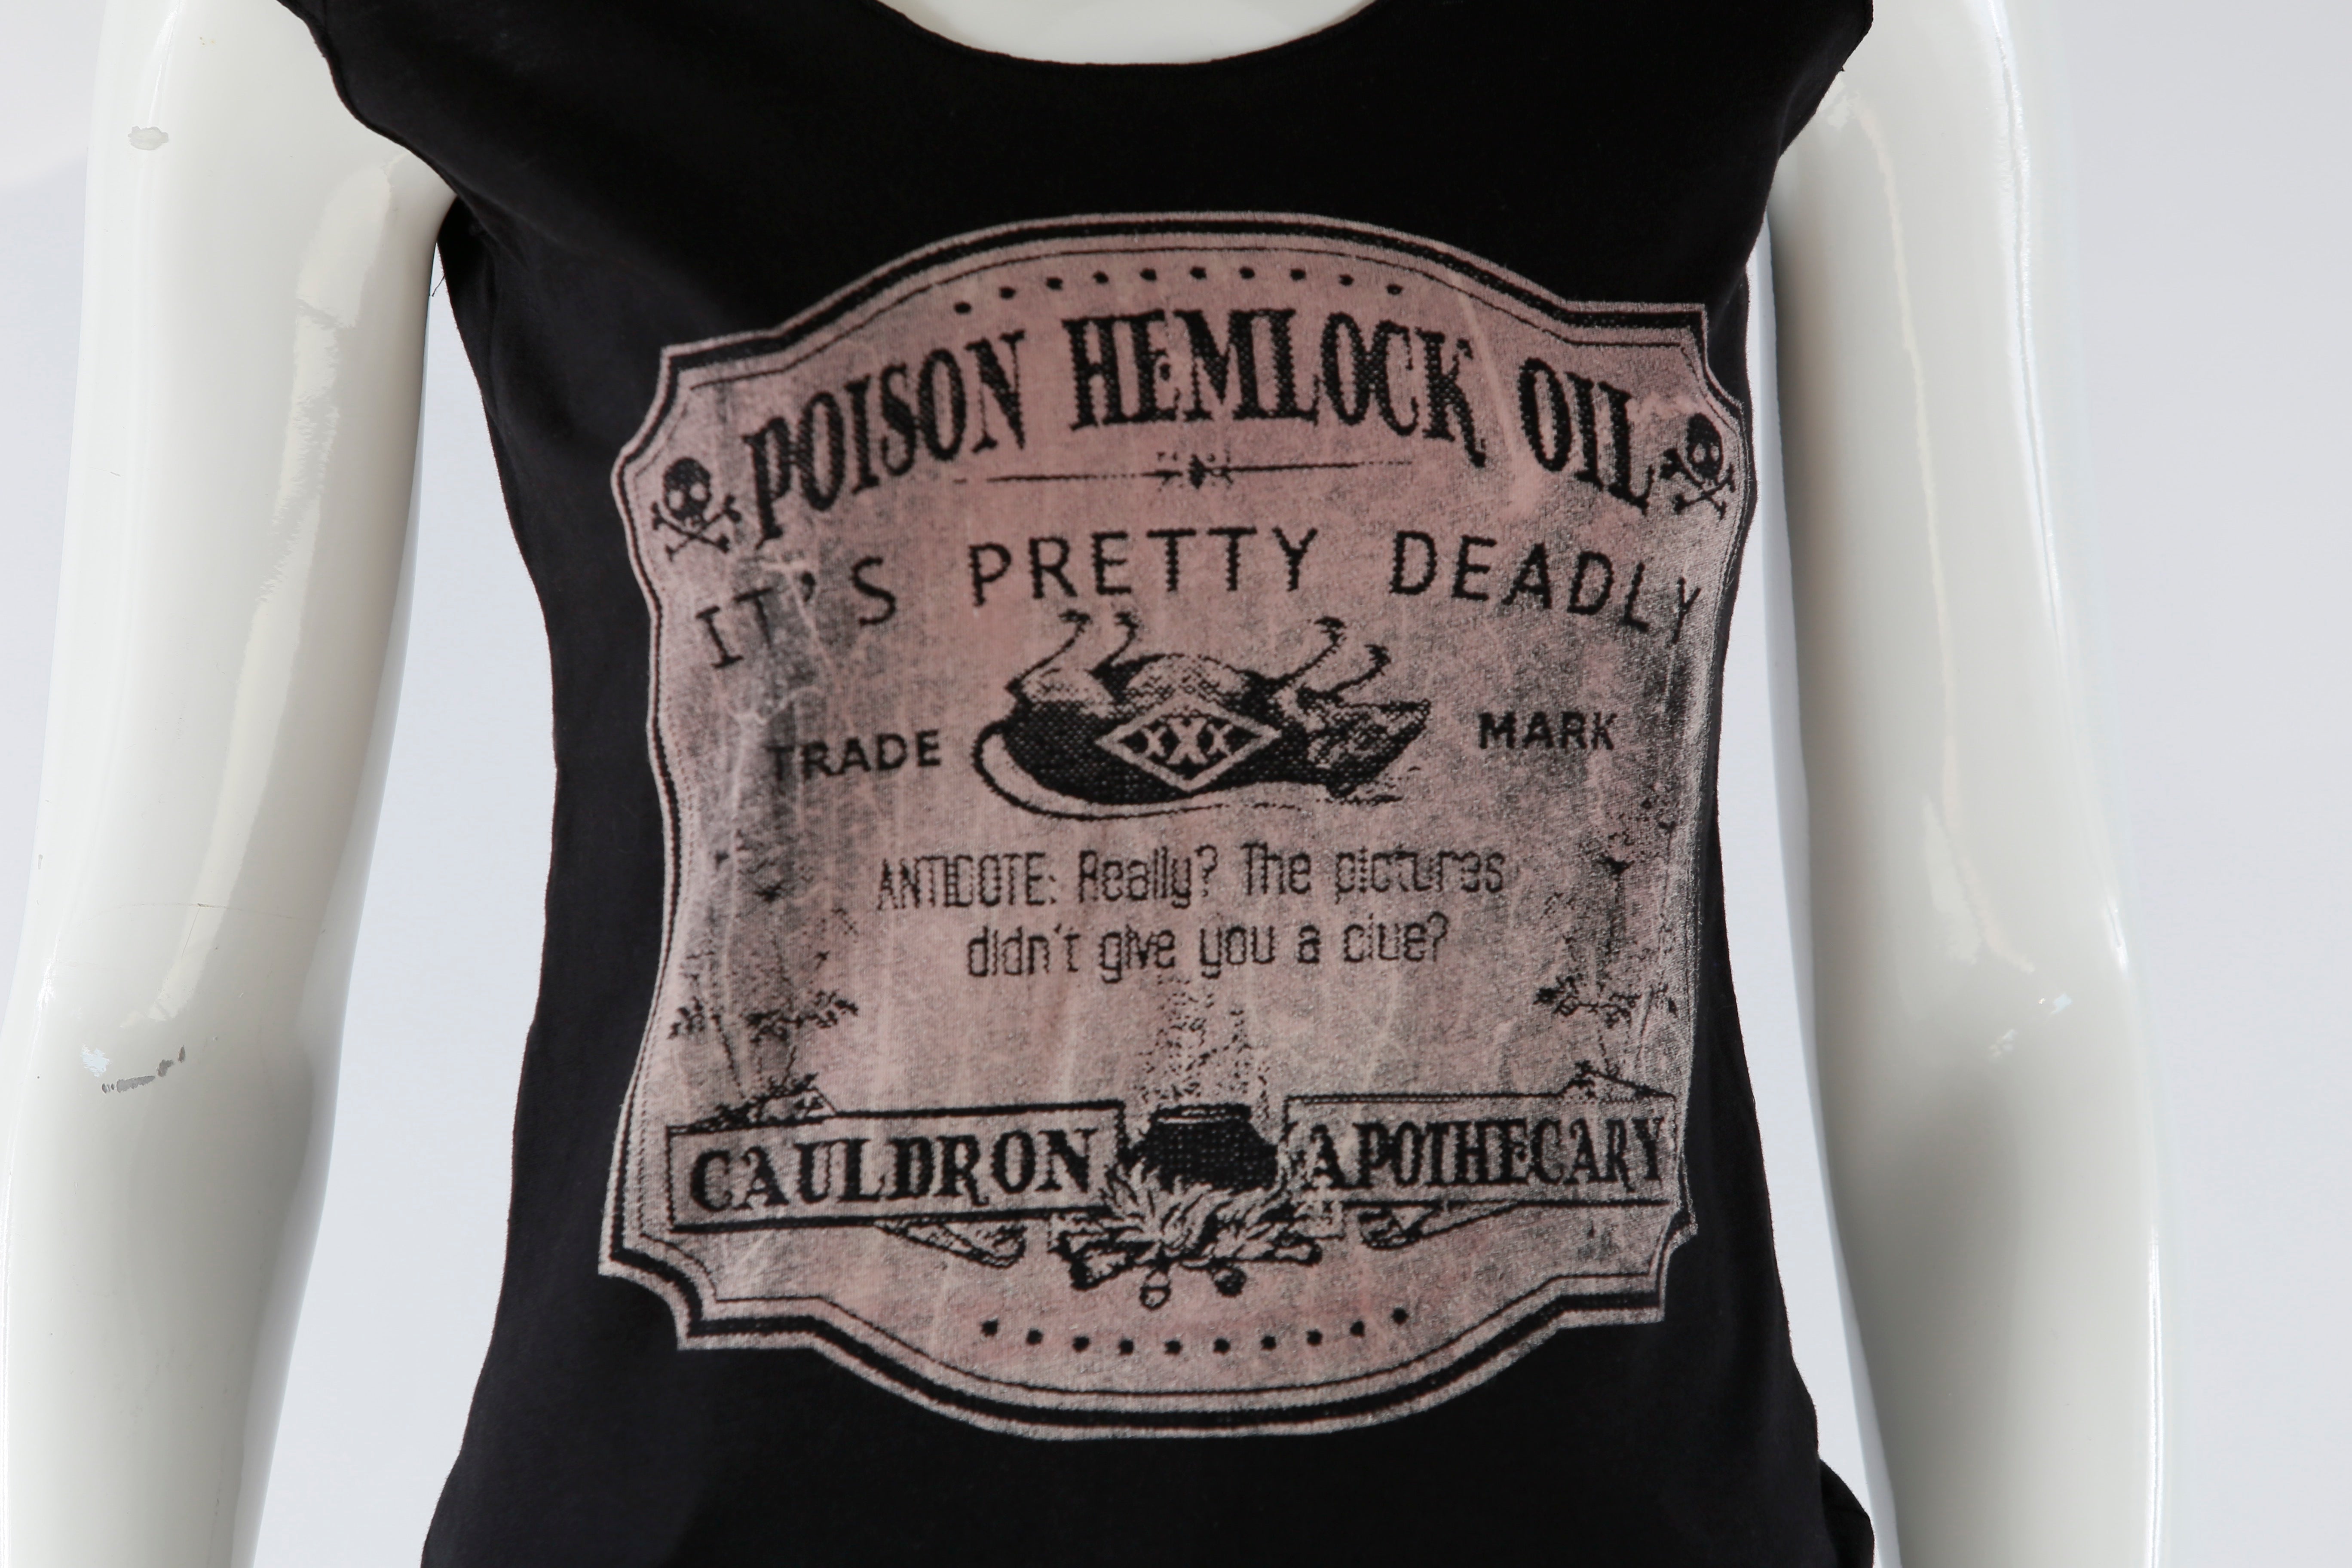 POISON HEMLOCK OIL
IT'S PRETTY DEADLY
TRADE MARK
XXX
ANTIDOTE: Really? The pictures
didn't give you a clue?
CAULDRON APOTHECARY